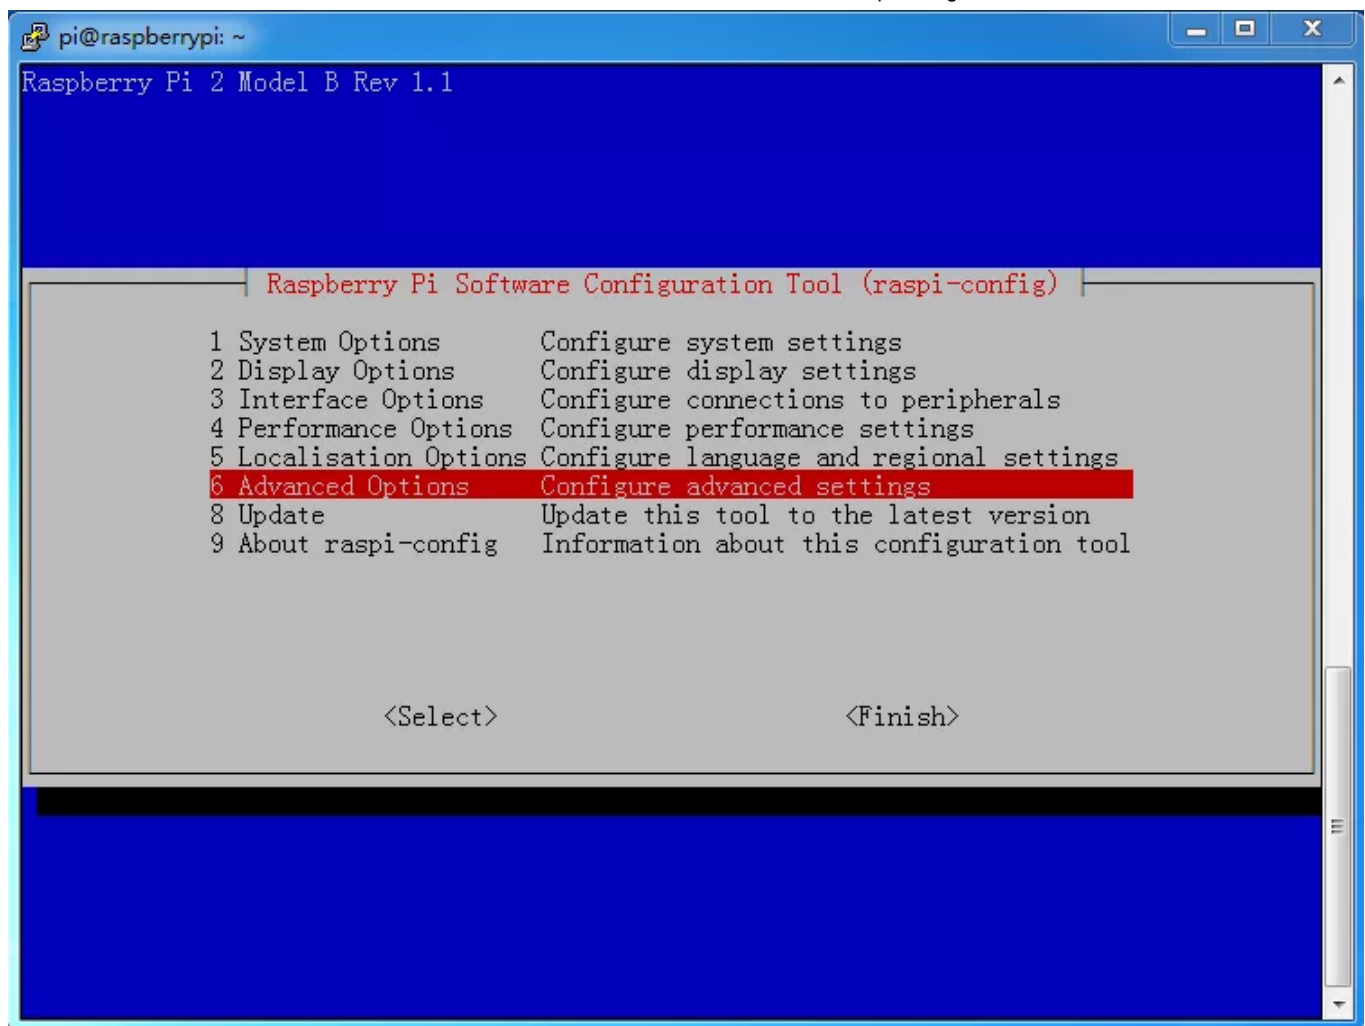 pi@raspberrypi: ~
Raspberry Pi 2 Model B Rev 1.1
Raspberry Pi Software Configuration Tool (raspi-config)
1 System Options Configure system settings
2 Display Options Configure display settings
3 Interface Options Configure connections to peripherals
4 Performance Options Configure performance settings
5 Localisation Options Configure language and regional settings
6 Advanced Options Configure advanced settings
8 Update Update this tool to the latest version
9 About raspi-config Information about this configuration tool
<Select> <Finish>